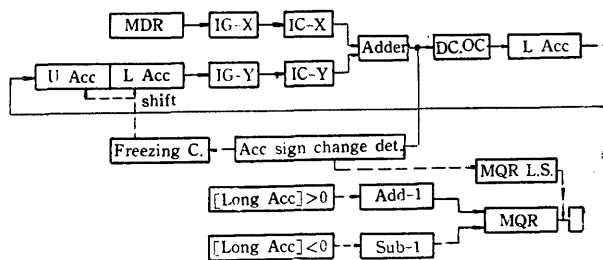 MDR IG-X IC-X
Adder DC.OC L Acc
U Acc L Acc IG-Y IC-Y
shift
Freezing C. Acc sign change det.
MQR L.S.
[Long Acc]>0 Add-1
MQR
[Long Acc]<0 Sub-1